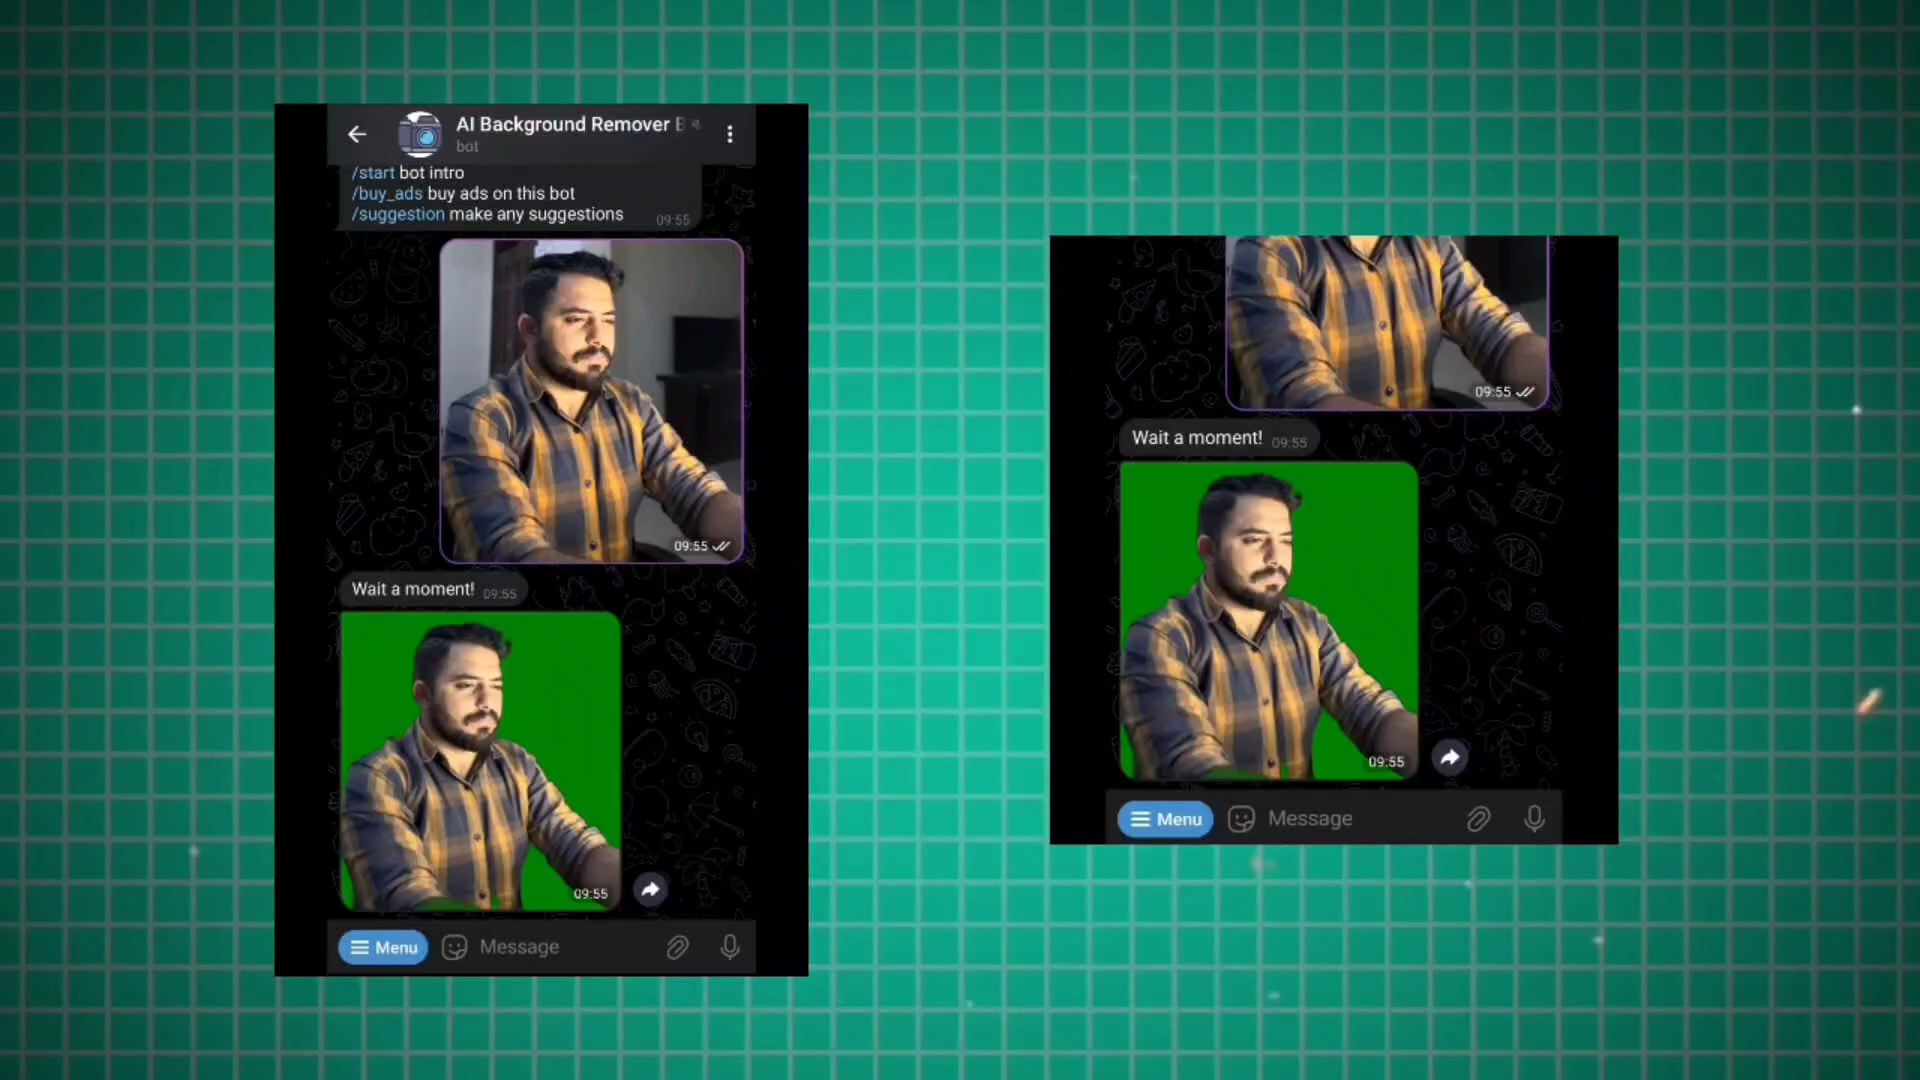 AI Background Remover
bot
/start bot intro
/buy_ads buy ads on this bot
/suggestion make any suggestions 09:55
09:55
Wait a moment! 09:55
09:55
Menu Message
09:55
Wait a moment! 09:55
09:55
Menu Message